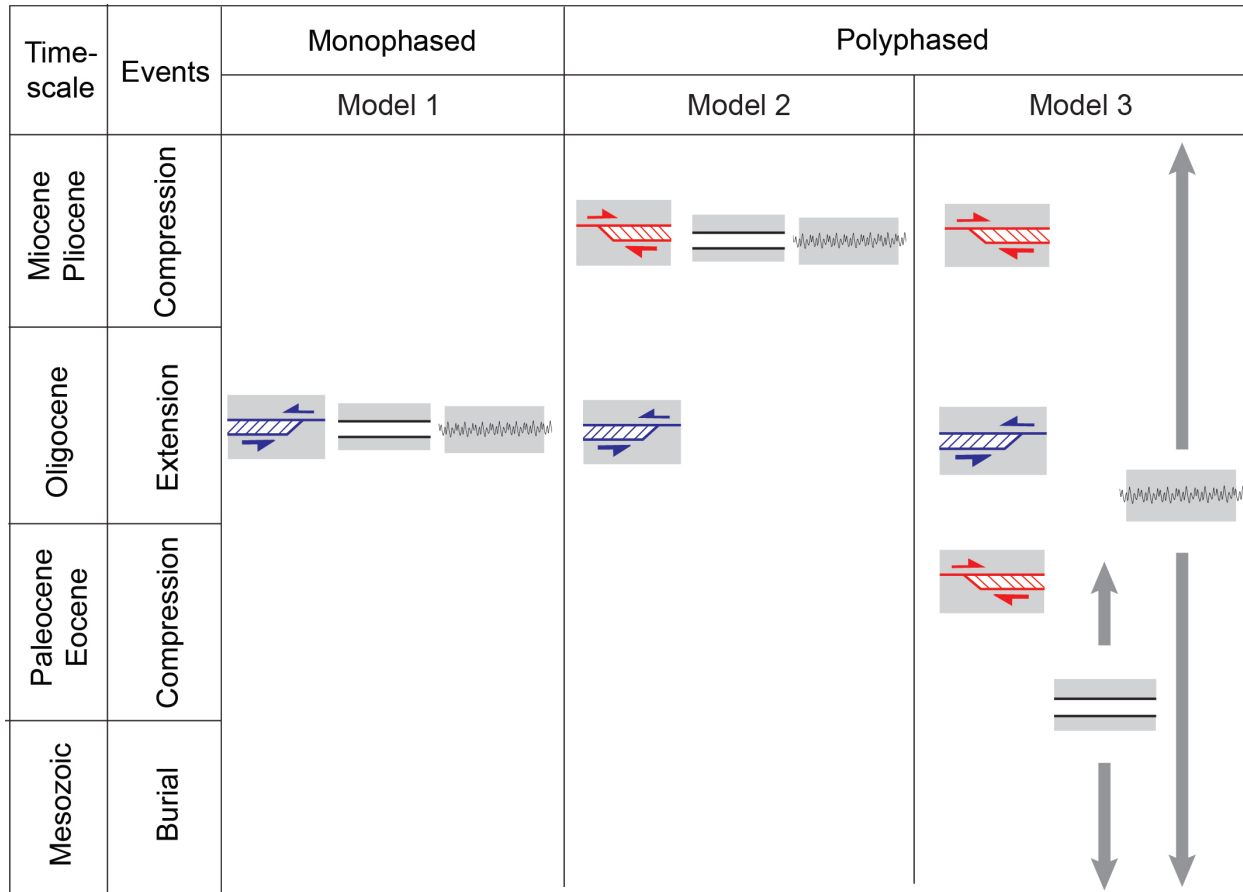 Time-
scale
Events
Monophased
Polyphased
Model 1
Model 2
Model 3
Miocene
Pliocene
Compression
Oligocene
Extension
Paleocene
Eocene
Compression
Mesozoic
Burial